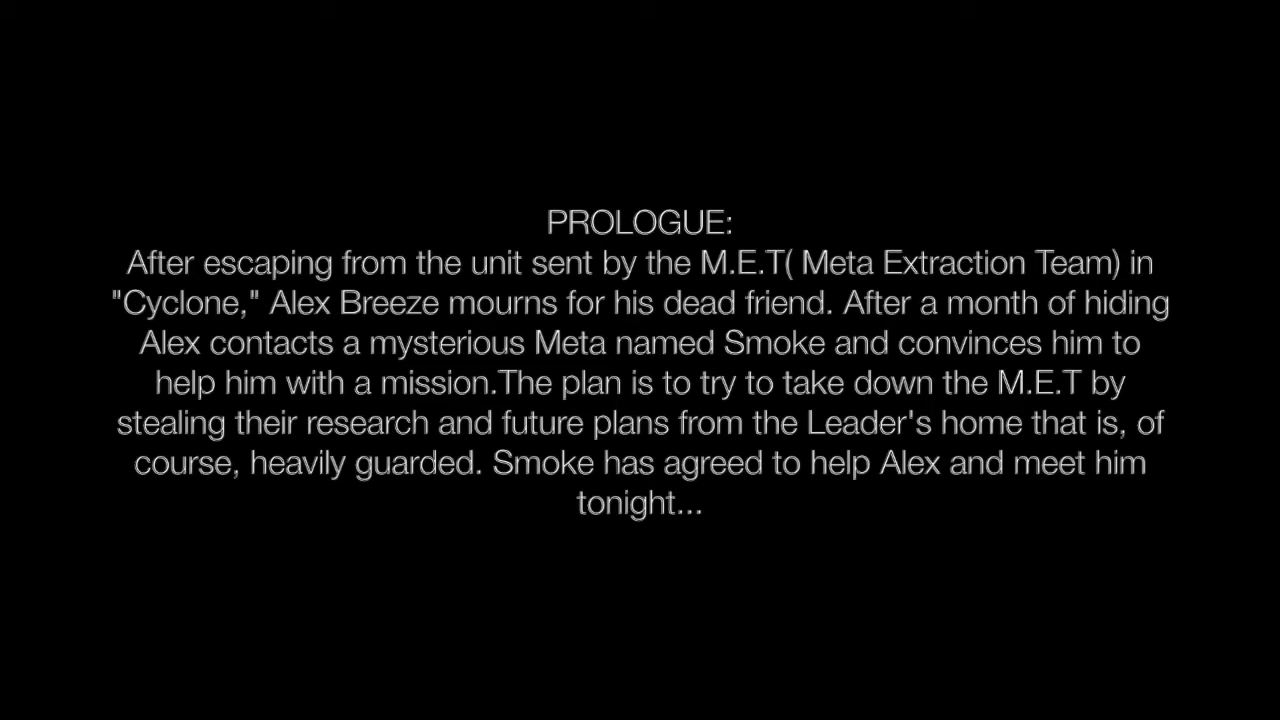 PROLOGUE:
After escaping from the unit sent by the M.E.T( Meta Extraction Team) in
"Cyclone," Alex Breeze mourns for his dead friend. After a month of hiding
Alex contacts a mysterious Meta named Smoke and convinces him to
help him with a mission.The plan is to try to take down the M.E.T by
stealing their research and future plans from the Leader's home that is, of
course, heavily guarded. Smoke has agreed to help Alex and meet him
tonight...